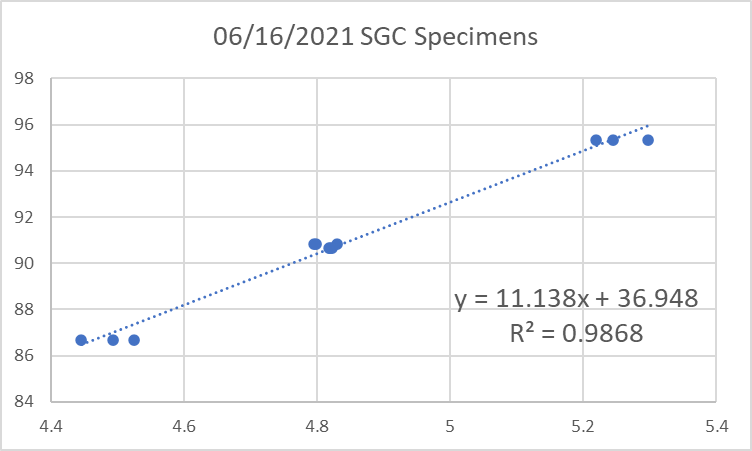 06/16/2021 SGC Specimens
98
96
94
92
90
88
86
84
y = 11.138x + 36.948
R² = 0.9868
4.4 4.6 4.8 5 5.2 5.4